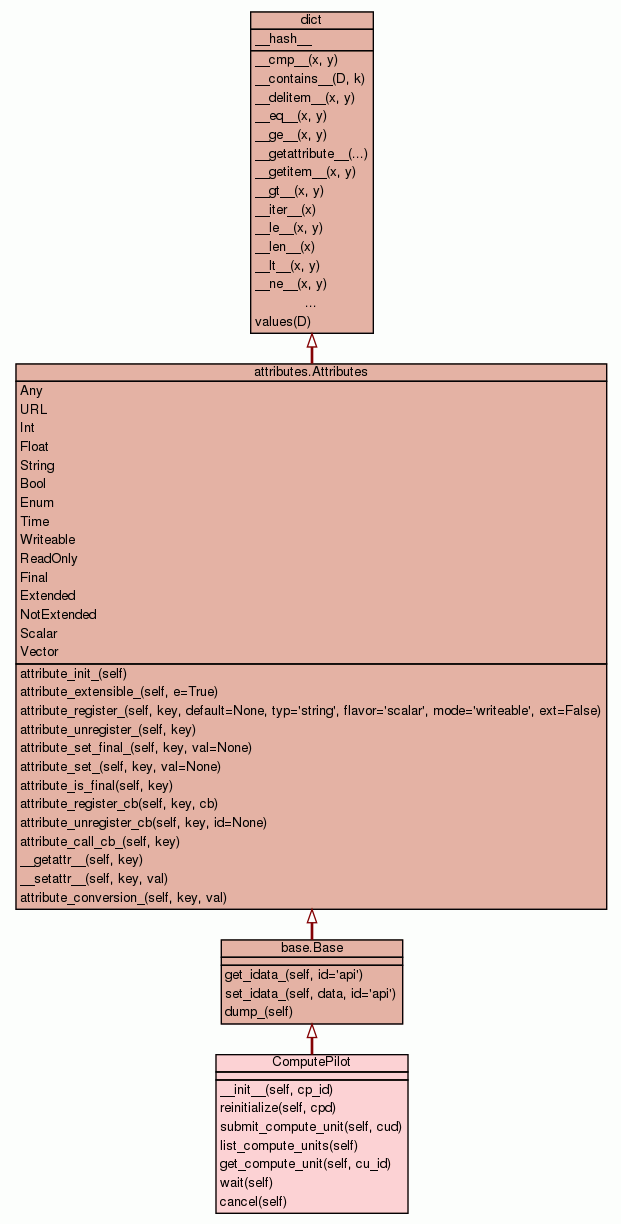 dict
__hash__
__cmp__(x, y)
__contains__(D, k)
__delitem__(x, y)
__eq__(x, y)
__ge__(x, y)
__getattribute__(...)
__getitem__(x, y)
__gt__(x, y)
__iter__(x)
__le__(x, y)
__len__(x)
__lt__(x, y)
__ne__(x, y)
...
values(D)
attributes.Attributes
Any
URL
Int
Float
String
Bool
Enum
Time
Writeable
ReadOnly
Final
Extended
NotExtended
Scalar
Vector
attribute_init_(self)
attribute_extensible_(self, e=True)
attribute_register_(self, key, default=None, typ='string', flavor='scalar', mode='writeable', ext=False)
attribute_unregister_(self, key)
attribute_set_final_(self, key, val=None)
attribute_set_(self, key, val=None)
attribute_is_final(self, key)
attribute_register_cb(self, key, cb)
attribute_unregister_cb(self, key, id=None)
attribute_call_cb_(self, key)
__getattr__(self, key)
__setattr__(self, key, val)
attribute_conversion_(self, key, val)
base.Base
get_idata_(self, id='api')
set_idata_(self, data, id='api')
dump_(self)
ComputePilot
__init__(self, cp_id)
reinitialize(self, cpd)
submit_compute_unit(self, cud)
list_compute_units(self)
get_compute_unit(self, cu_id)
wait(self)
cancel(self)